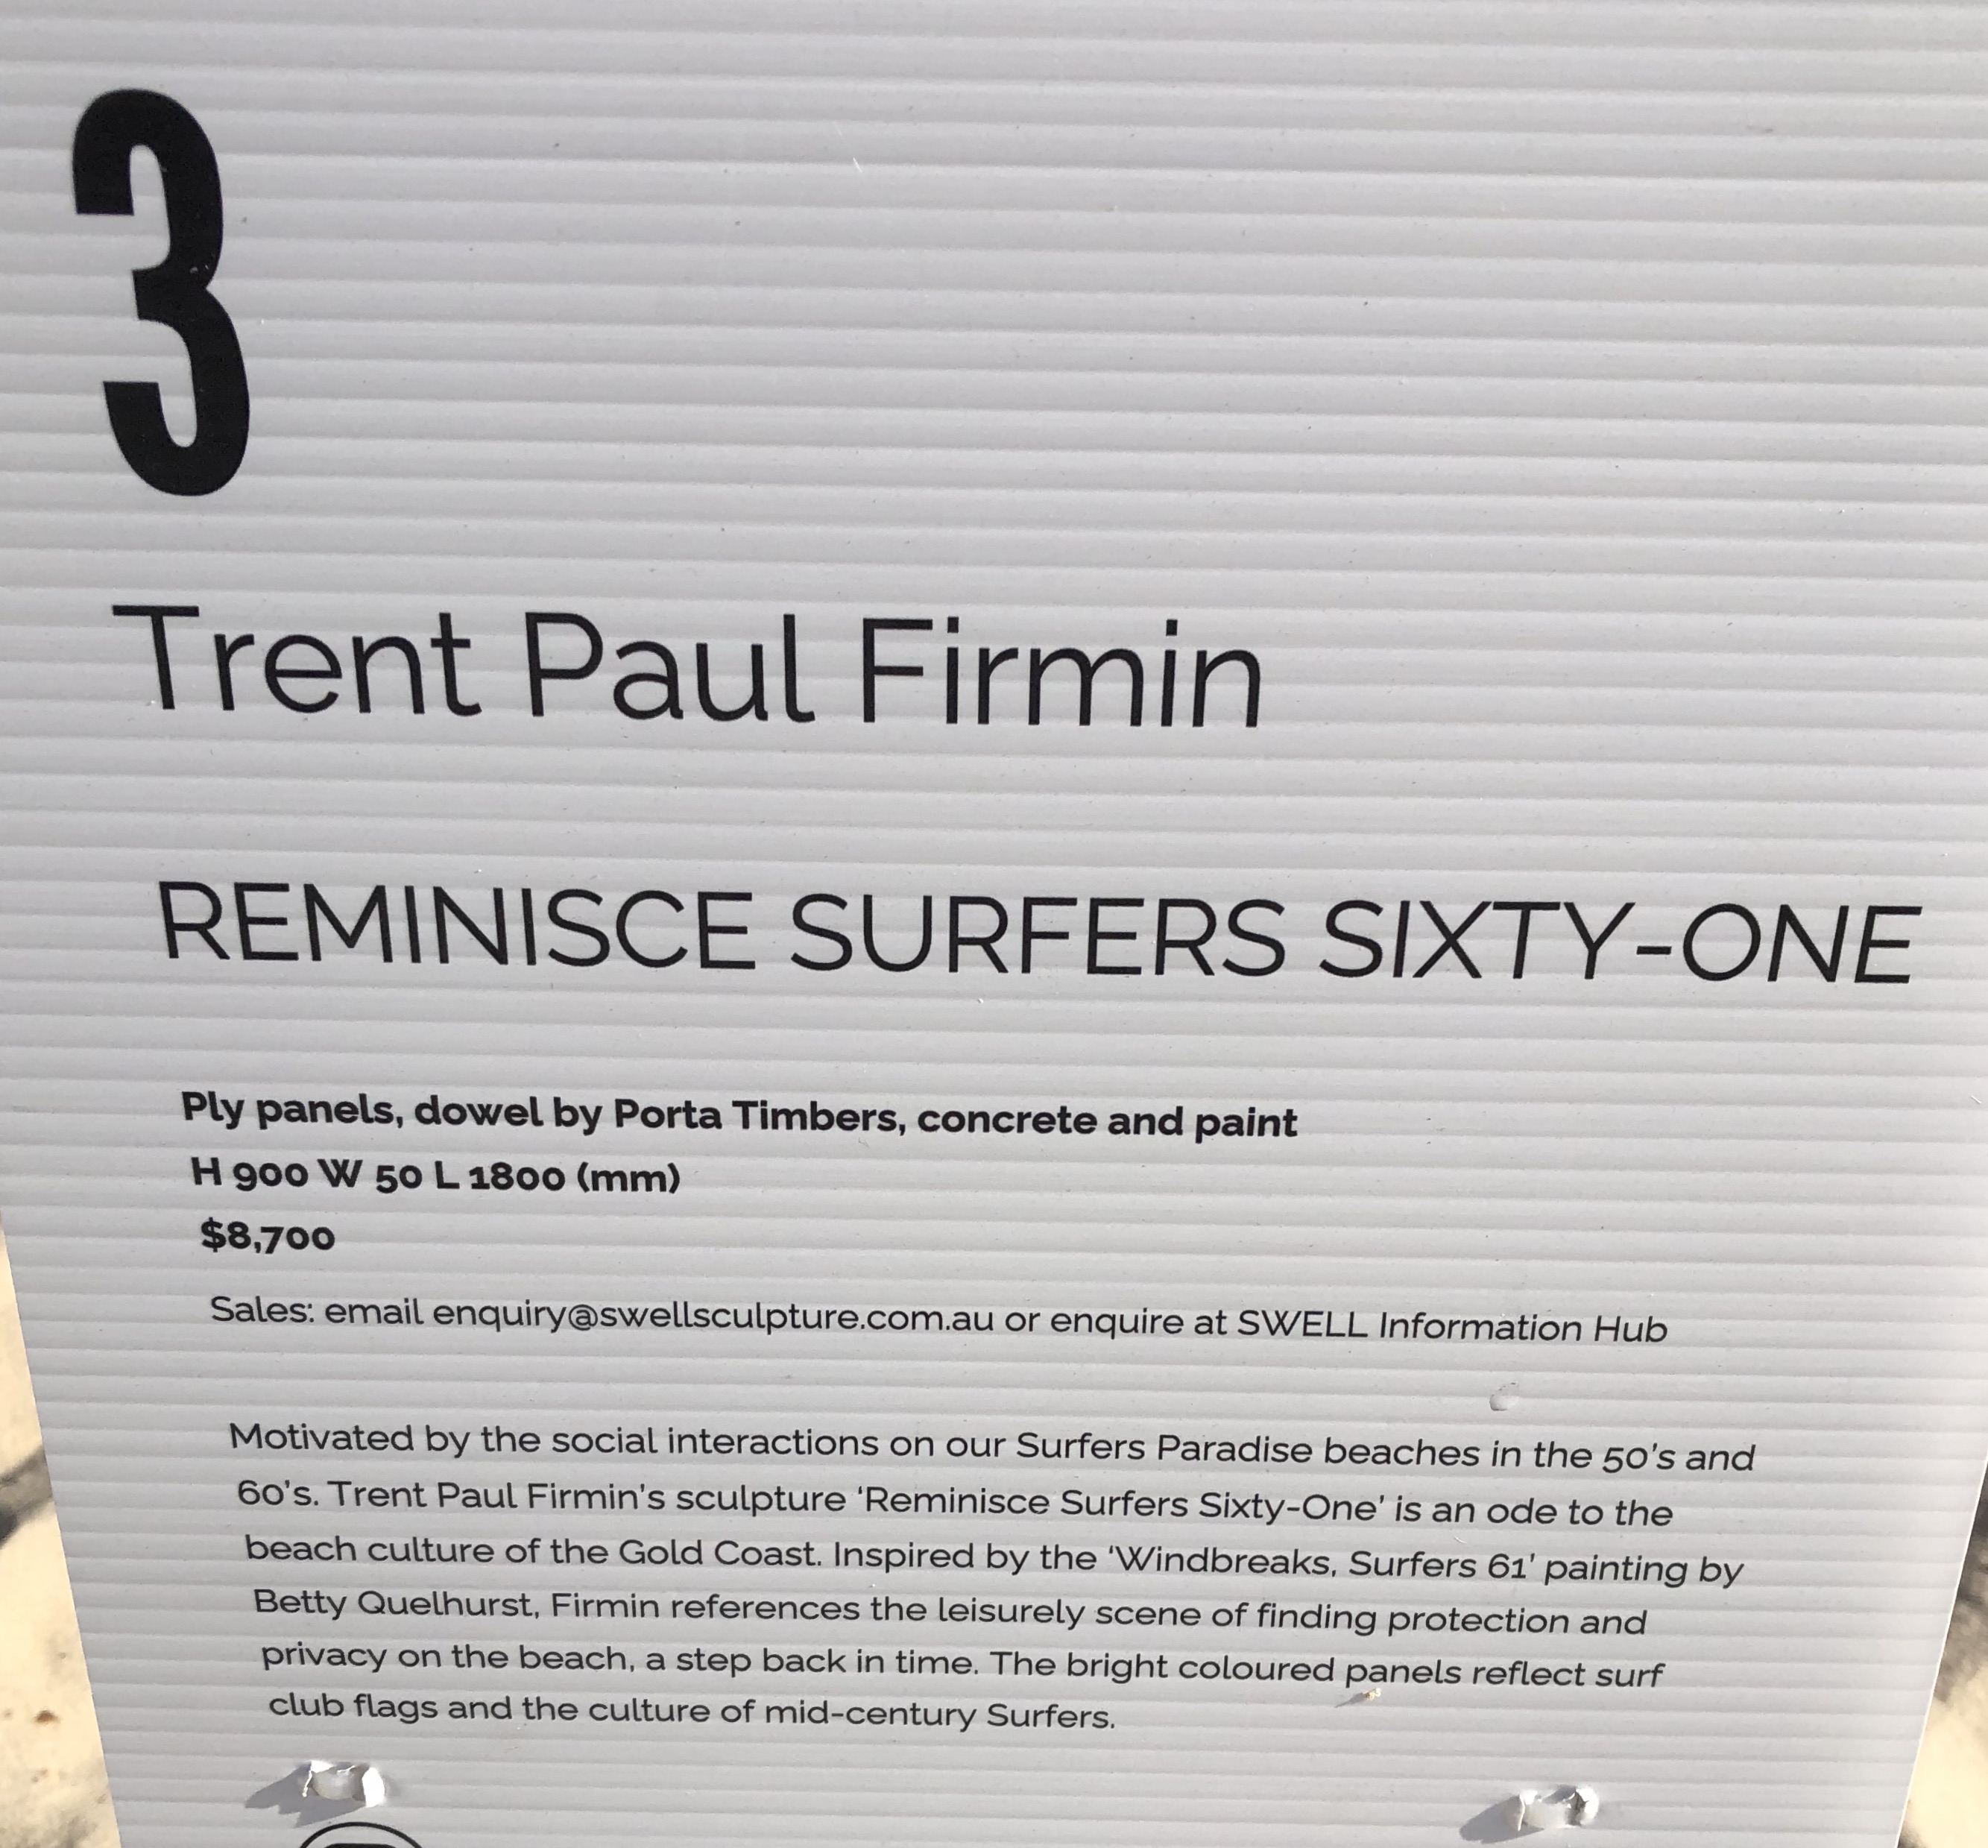 3
Trent Paul Firmin
REMINISCE SURFERS SIXTY-ONE
Ply panels, dowel by Porta Timbers, concrete and paint
H 900 W 50 L 1800 (mm)
$8,700
Sales: email enquiry@swellsculpture.com.au or enquire at SWELL Information Hub
Motivated by the social interactions on our Surfers Paradise beaches in the 50's and
60's. Trent Paul Firmin's sculpture ‘Reminisce Surfers Sixty-One’ is an ode to the
beach culture of the Gold Coast. Inspired by the ‘Windbreaks, Surfers 61’ painting by
Betty Quelhurst, Firmin references the leisurely scene of finding protection and
privacy on the beach, a step back in time. The bright coloured panels reflect surf
club flags and the culture of mid-century Surfers.